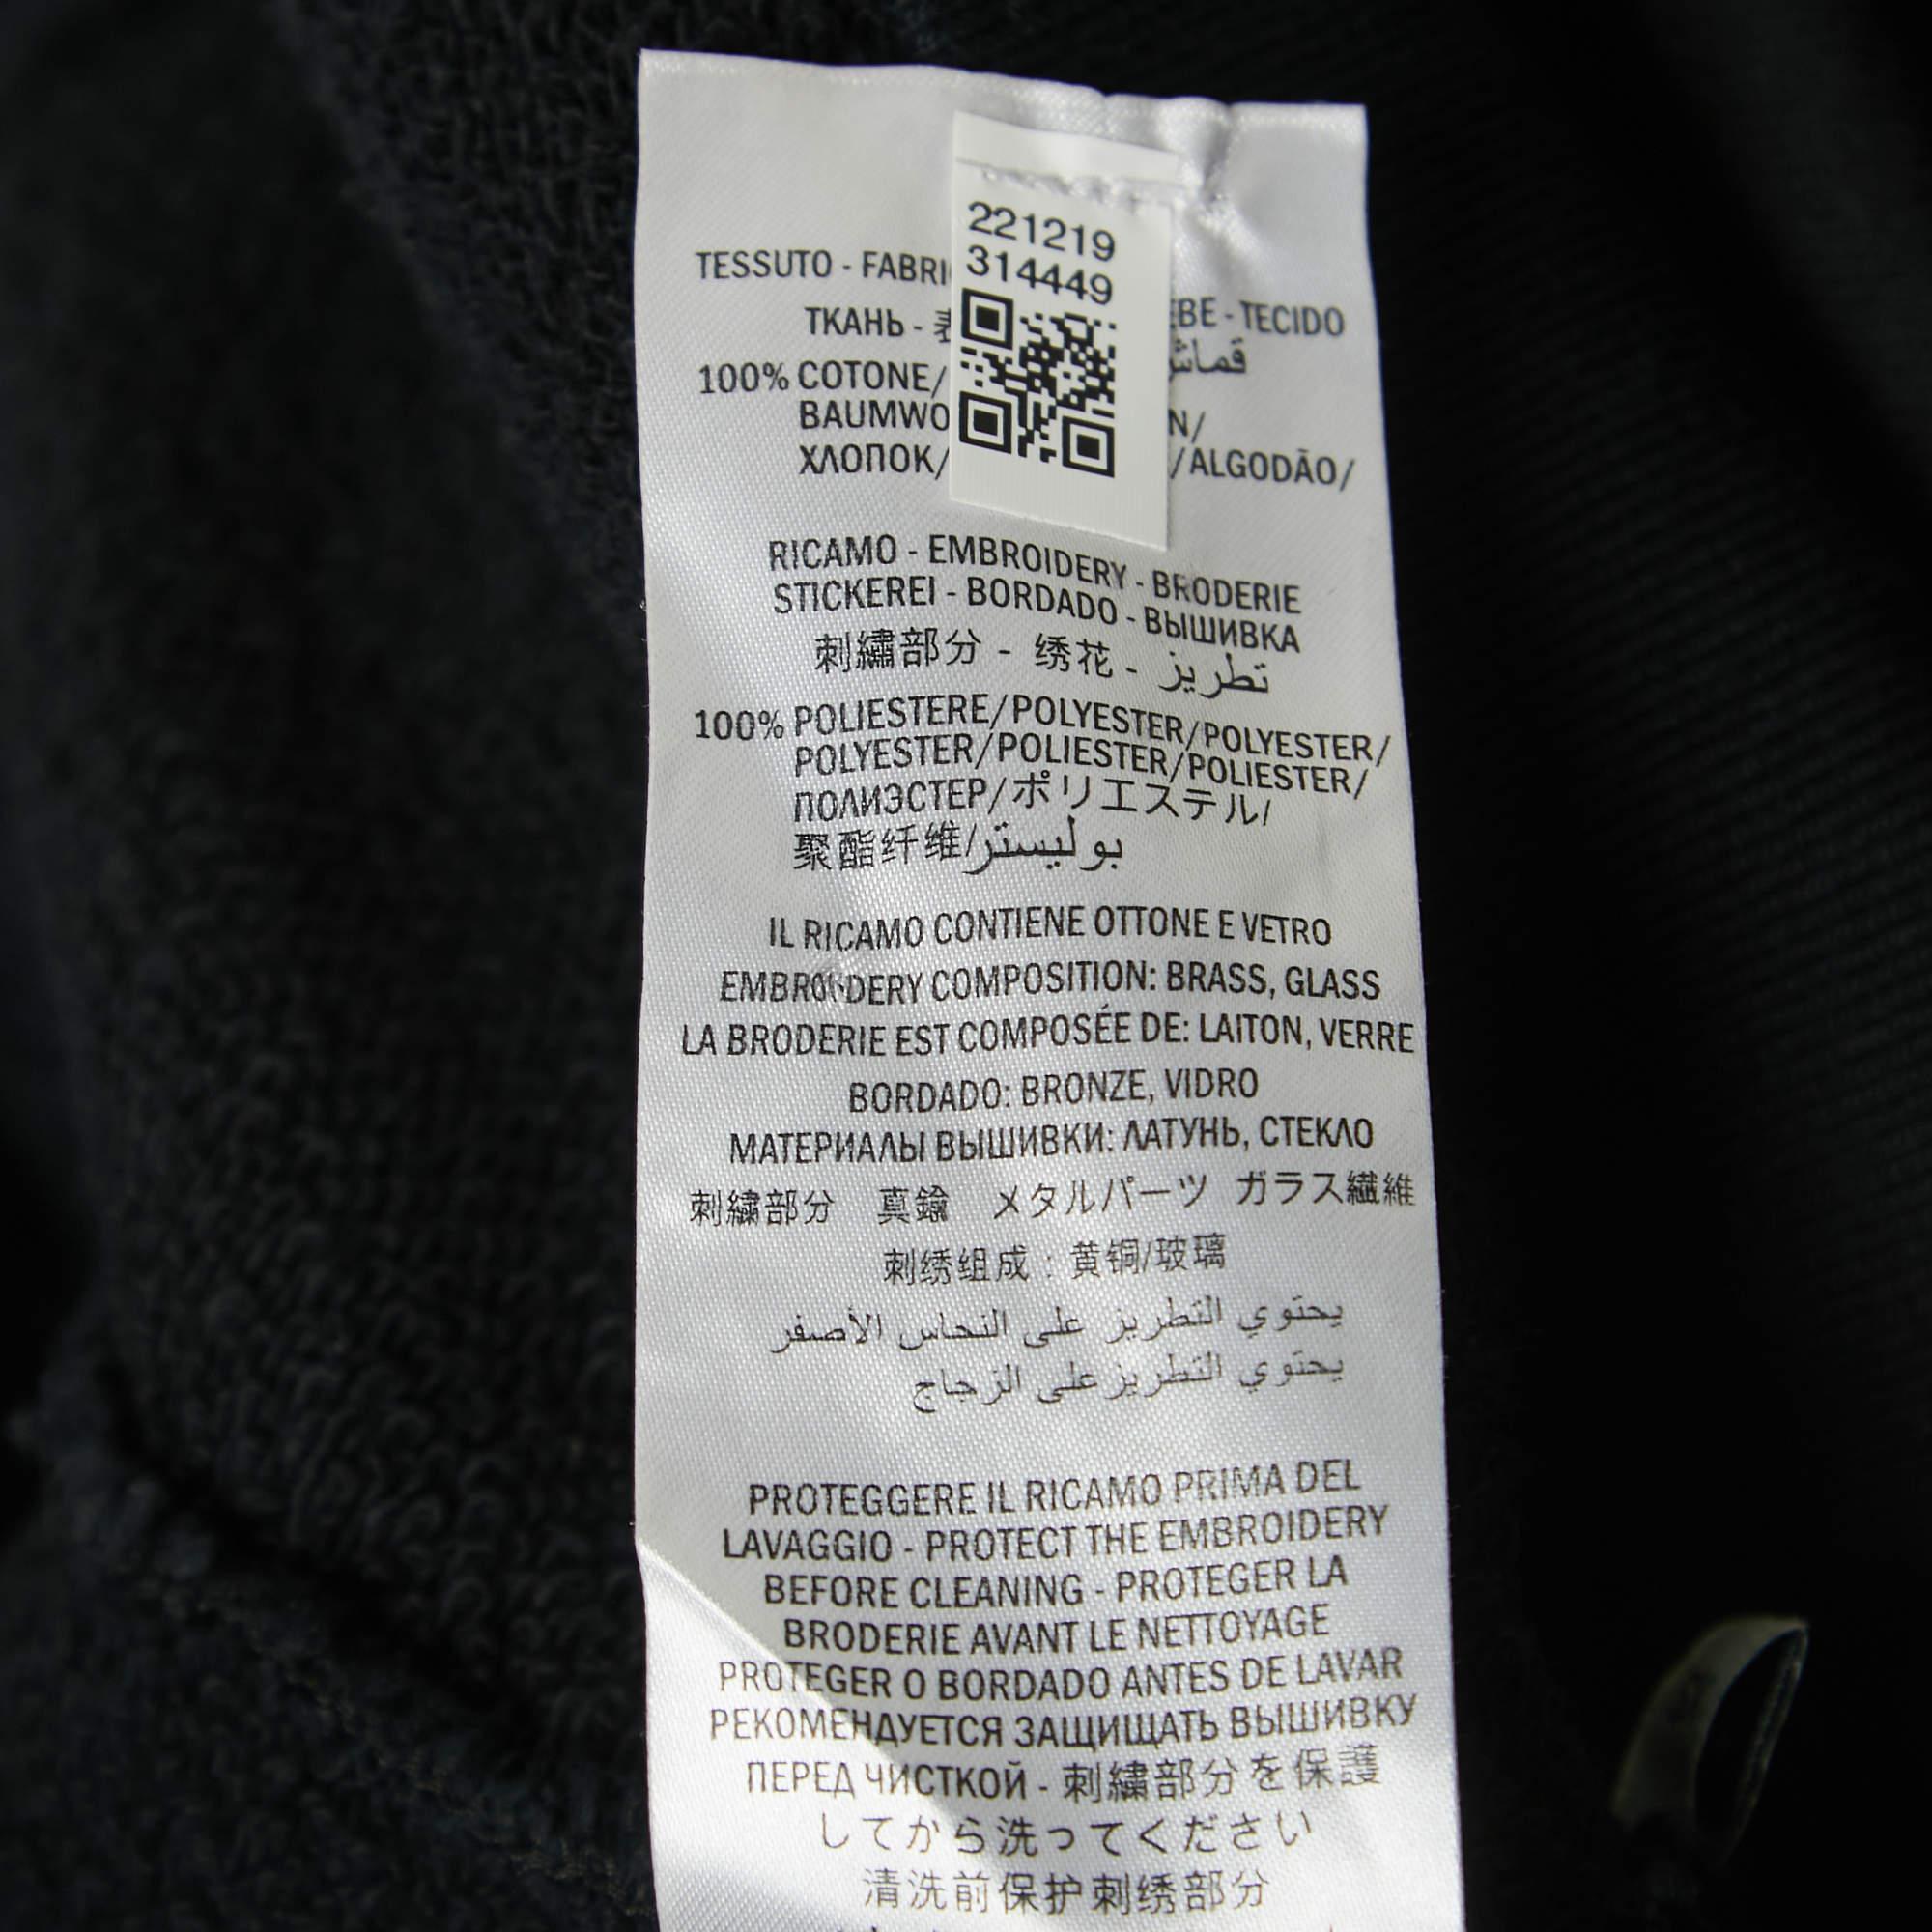 221219
314449
TESSUTO - FABRI
EBE - TECIDO
ТКАНЬ -
قماش
100% COTONE/
BAUMWO
N/
ХЛОПОК/
/ALGODÃO/
RICAMO - EMBROIDERY - BRODERIE
STICKEREI - BORDADO - ВЫШИВКА
刺繡部分 - 绣花 - تطريز
100% POLIESTERE/POLYESTER/POLYESTER/
POLYESTER/POLIESTER/POLIESTER/
ПОЛИЭСТЕР/ポリエステル/
聚酯纤维/بوليستر
IL RICAMO CONTIENE OTTONE E VETRO
EMBROIDERY COMPOSITION: BRASS, GLASS
LA BRODERIE EST COMPOSÉE DE: LAITON, VERRE
BORDADO: BRONZE, VIDRO
МАТЕРИАЛЫ ВЫШИВКИ: ЛАТУНЬ, СТЕКЛО
刺繡部分 真鍮 メタルパーツ ガラス繊維
刺绣组成 : 黄铜/玻璃
يحتوي التطريز على النحاس الأصفر
يحتوي التطريز على الزجاج
PROTEGGERE IL RICAMO PRIMA DEL
LAVAGGIO - PROTECT THE EMBROIDERY
BEFORE CLEANING - PROTEGER LA
BRODERIE AVANT LE NETTOYAGE
PROTEGER O BORDADO ANTES DE LAVAR
РЕКОМЕНДУЕТСЯ ЗАЩИЩАТЬ ВЫШИВКУ
ПЕРЕД ЧИСТКОЙ - 刺繡部分を保護
してから洗ってください
清洗前保护刺绣部分